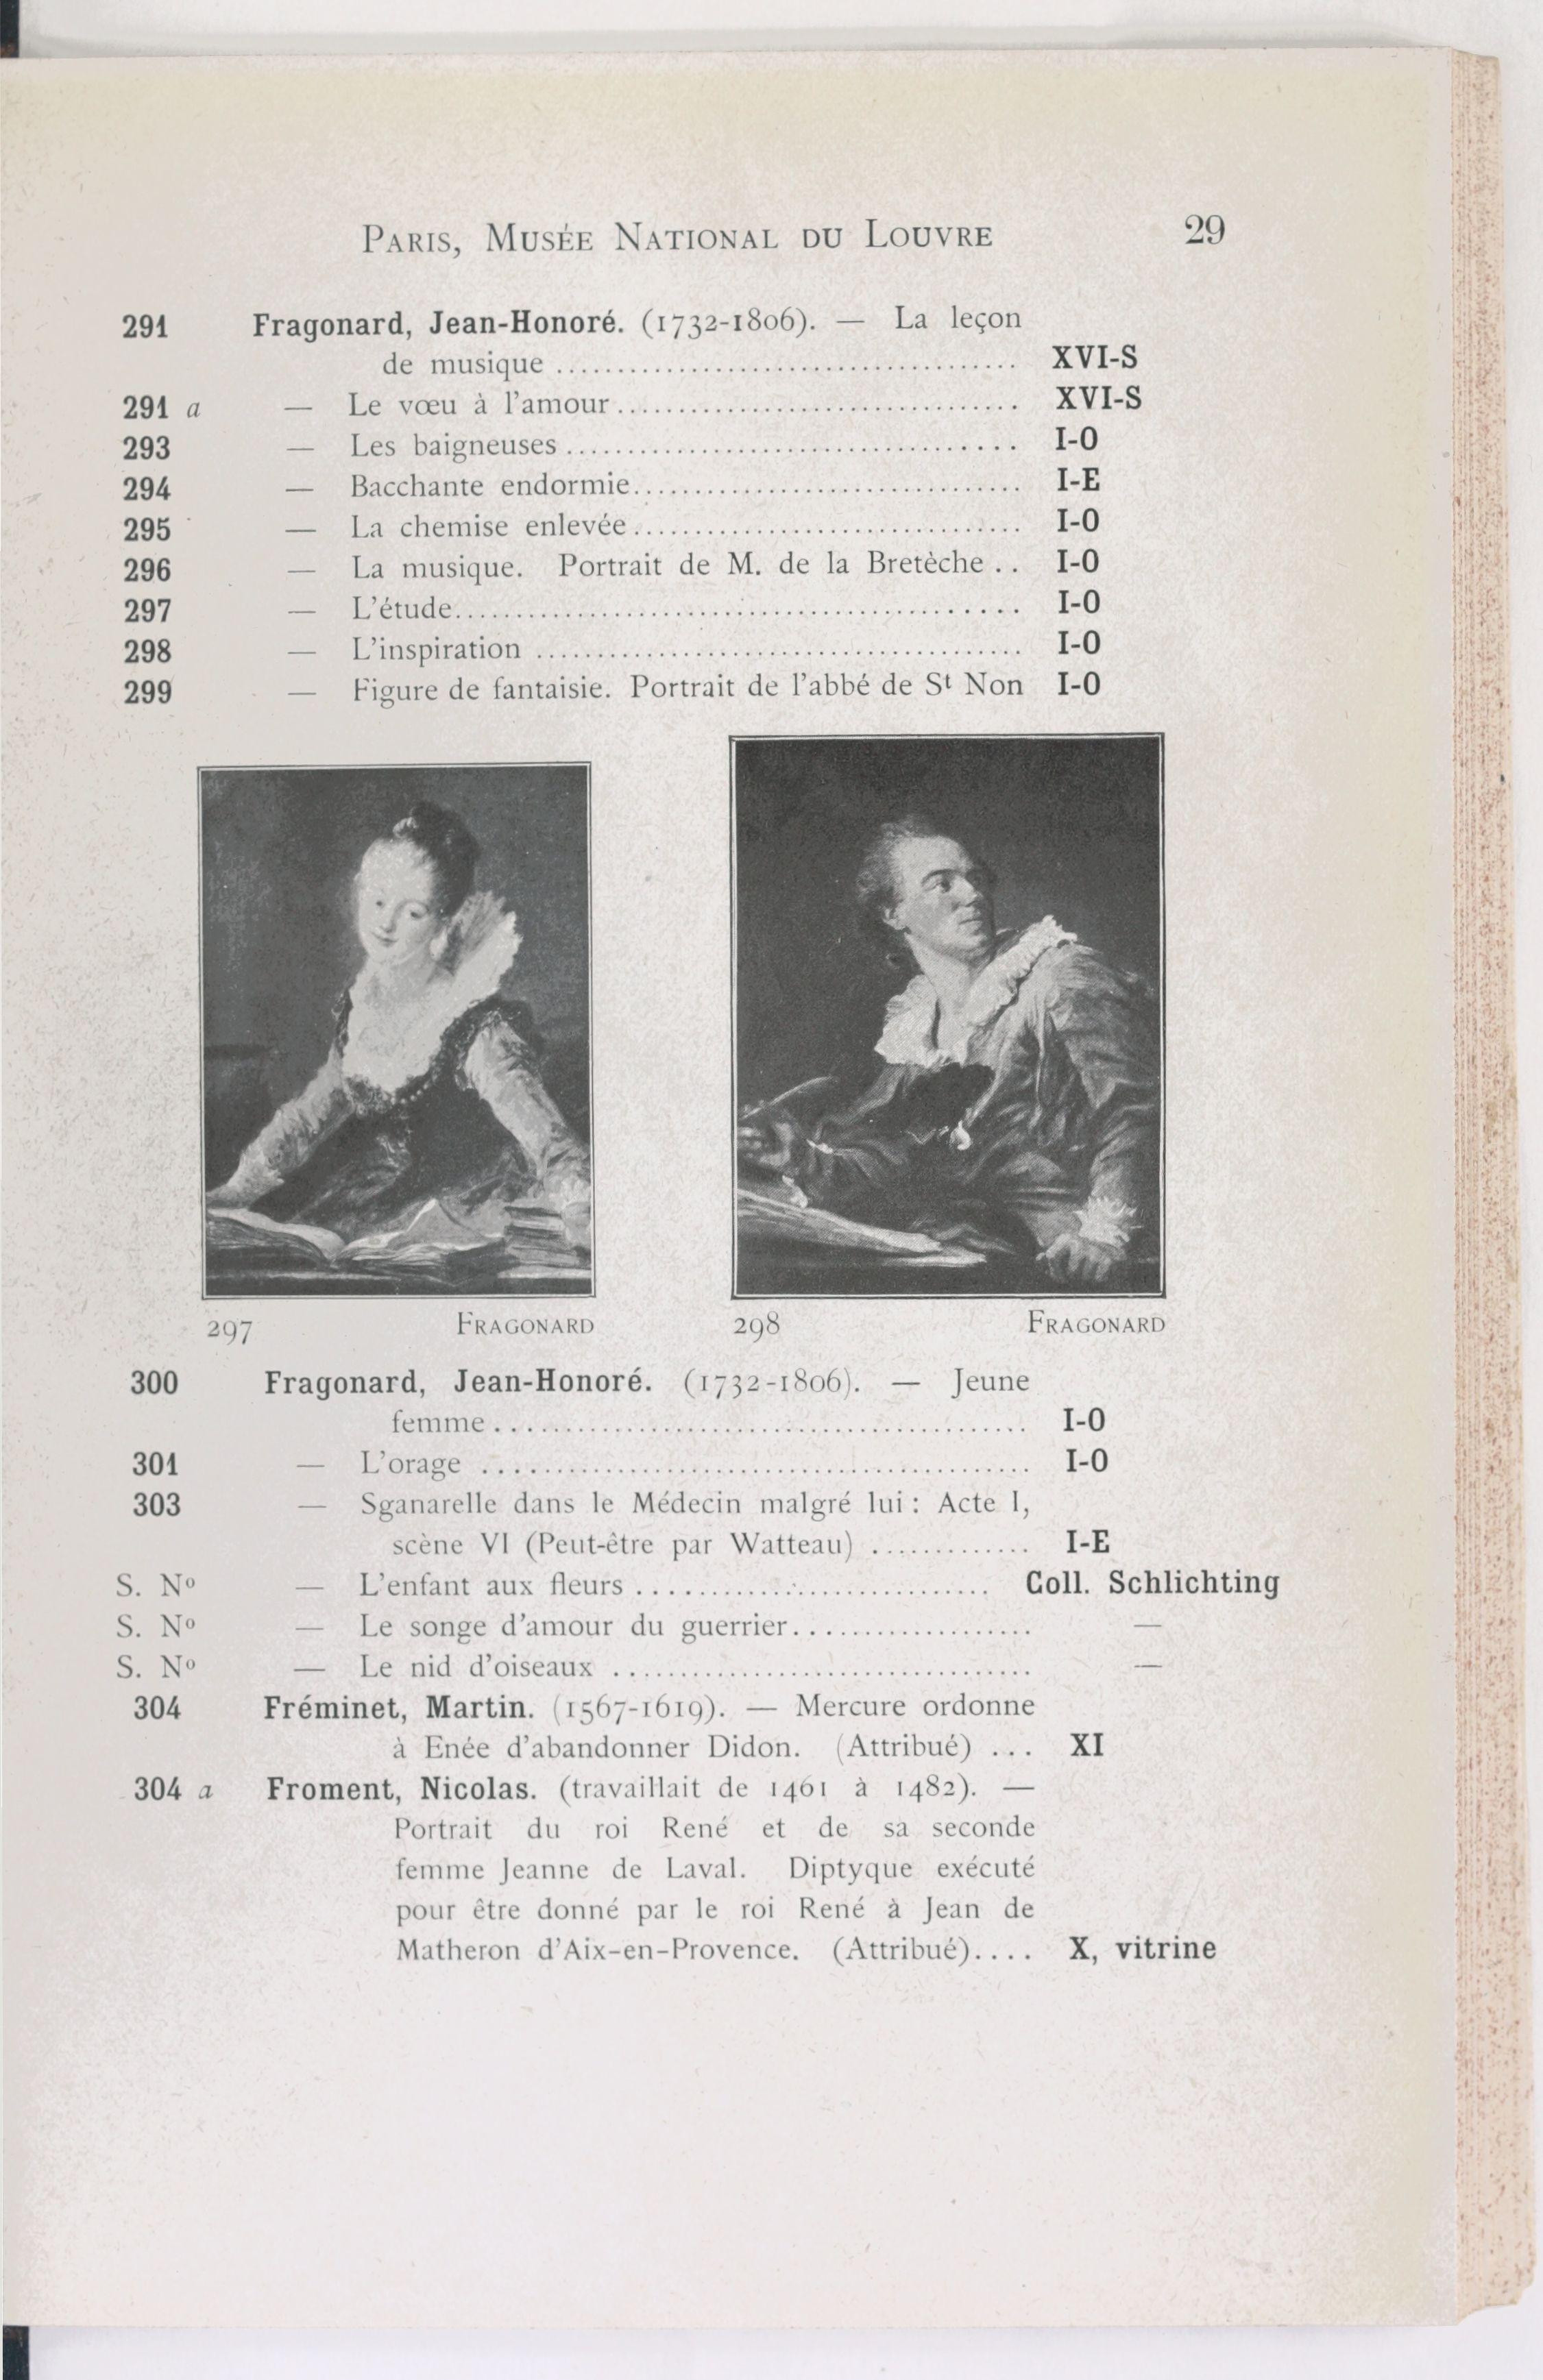 PARIS, MUSÉE NATIONAL DU LOUVRE 29
291 Fragonard, Jean-Honoré. (1732-1806). — La leçon
de musique .......... XVI-S
291 a — Le vœu à l'amour .......... XVI-S
293 — Les baigneuses .......... I-O
294 — Bacchante endormie .......... I-E
295 — La chemise enlevée .......... I-O
296 — La musique. Portrait de M. de la Bretèche .. I-O
297 — L'étude .......... I-O
298 — L'inspiration .......... I-O
299 — Figure de fantaisie. Portrait de l'abbé de St Non I-O
297 FRAGONARD 298 FRAGONARD
300 Fragonard, Jean-Honoré. (1732-1806). — Jeune
femme .......... I-O
301 — L'orage .......... I-O
303 — Sganarelle dans le Médecin malgré lui : Acte I,
scène VI (Peut-être par Watteau) .......... I-E
S. No — L'enfant aux fleurs .......... Coll. Schlichting
S. No — Le songe d'amour du guerrier .......... —
S. No — Le nid d'oiseaux .......... —
304 Fréminet, Martin. (1567-1619). — Mercure ordonne
à Enée d'abandonner Didon. (Attribué) ... XI
304 a Froment, Nicolas. (travaillait de 1461 à 1482). —
Portrait du roi René et de sa seconde
femme Jeanne de Laval. Diptyque exécuté
pour être donné par le roi René à Jean de
Matheron d'Aix-en-Provence. (Attribué).... X, vitrine